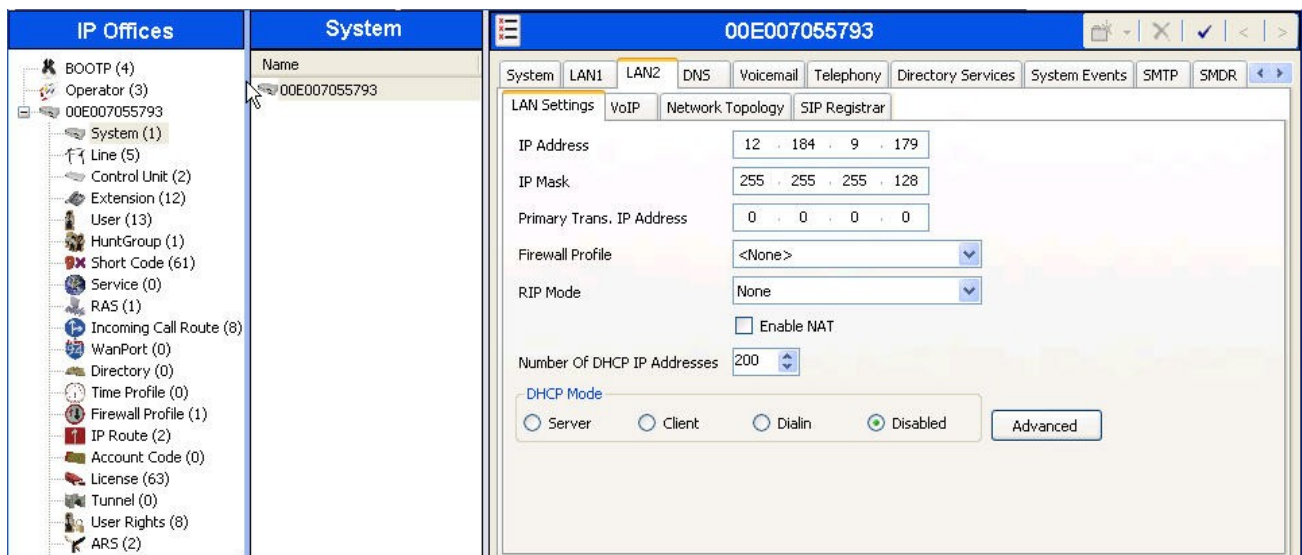 IP Offices
BOOTP (4)
Operator (3)
00E007055793
System (1)
Line (5)
Control Unit (2)
Extension (12)
User (13)
HuntGroup (1)
Short Code (61)
Service (0)
RAS (1)
Incoming Call Route (8)
WanPort (0)
Directory (0)
Time Profile (0)
Firewall Profile (1)
IP Route (2)
Account Code (0)
License (63)
Tunnel (0)
User Rights (8)
ARS (2)
System
Name
00E007055793
00E007055793
System LAN1 LAN2 DNS Voicemail Telephony Directory Services System Events SMTP SMDR
LAN Settings VoIP Network Topology SIP Registrar
IP Address 12 . 184 . 9 . 179
IP Mask 255 . 255 . 255 . 128
Primary Trans. IP Address 0 . 0 . 0 . 0
Firewall Profile <None>
RIP Mode None
Enable NAT
Number Of DHCP IP Addresses 200
DHCP Mode
Server Client Dialin Disabled Advanced